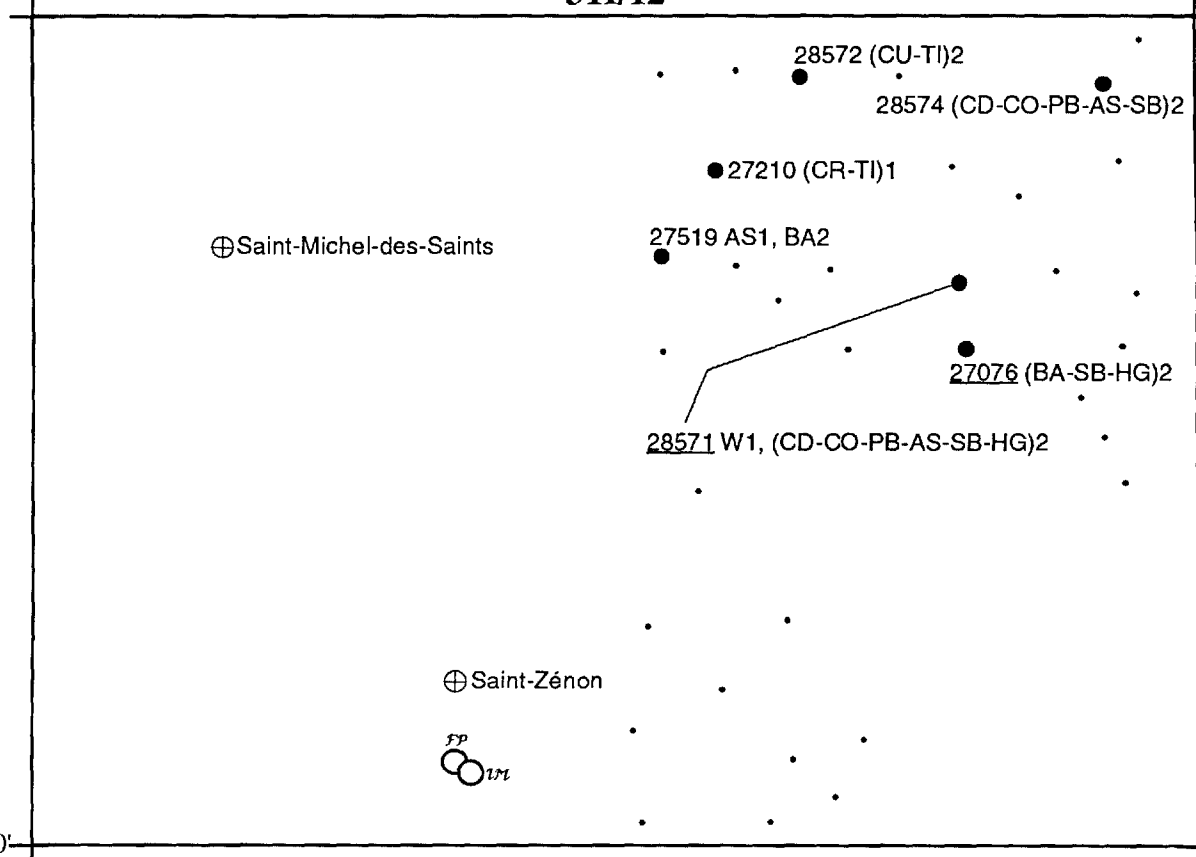 28572 (CU-TI)2
28574 (CD-CO-PB-AS-SB)2
27210 (CR-TI)1
27519 AS1, BA2
Saint-Michel-des-Saints
27076 (BA-SB-HG)2
28571 W1, (CD-CO-PB-AS-SB-HG)2
Saint-Zénon
FP
IM